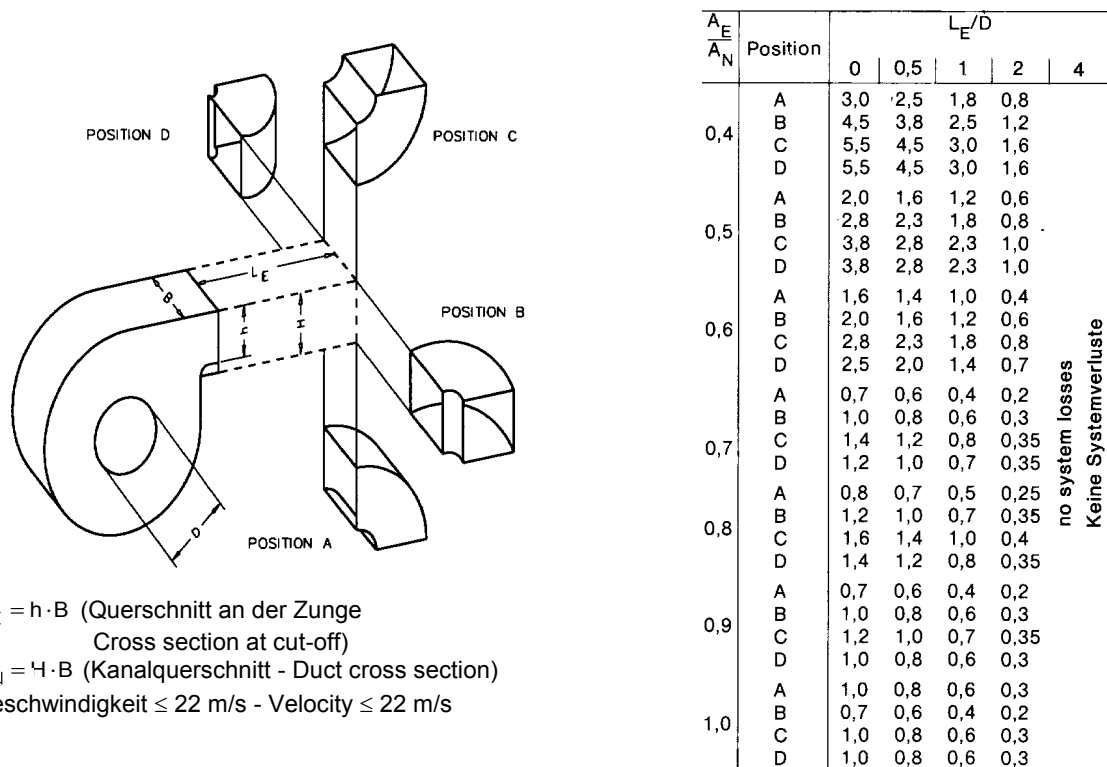 POSITION D
POSITION C
L_E
B
h
H
POSITION B
D
POSITION A
= h · B (Querschnitt an der Zunge
Cross section at cut-off)
= H · B (Kanalquerschnitt - Duct cross section)
eschwindigkeit ≤ 22 m/s - Velocity ≤ 22 m/s
A_E/A_N Position L_E/D
0 0,5 1 2 4
0,4
A 3,0 2,5 1,8 0,8
B 4,5 3,8 2,5 1,2
C 5,5 4,5 3,0 1,6
D 5,5 4,5 3,0 1,6
0,5
A 2,0 1,6 1,2 0,6
B 2,8 2,3 1,8 0,8
C 3,8 2,8 2,3 1,0
D 3,8 2,8 2,3 1,0
0,6
A 1,6 1,4 1,0 0,4
B 2,0 1,6 1,2 0,6
C 2,8 2,3 1,8 0,8
D 2,5 2,0 1,4 0,7
0,7
A 0,7 0,6 0,4 0,2
B 1,0 0,8 0,6 0,3
C 1,4 1,2 0,8 0,35
D 1,2 1,0 0,7 0,35
0,8
A 0,8 0,7 0,5 0,25
B 1,2 1,0 0,7 0,35
C 1,6 1,4 1,0 0,4
D 1,4 1,2 0,8 0,35
0,9
A 0,7 0,6 0,4 0,2
B 1,0 0,8 0,6 0,3
C 1,2 1,0 0,7 0,35
D 1,0 0,8 0,6 0,3
1,0
A 1,0 0,8 0,6 0,3
B 0,7 0,6 0,4 0,2
C 1,0 0,8 0,6 0,3
D 1,0 0,8 0,6 0,3
no system losses
Keine Systemverluste